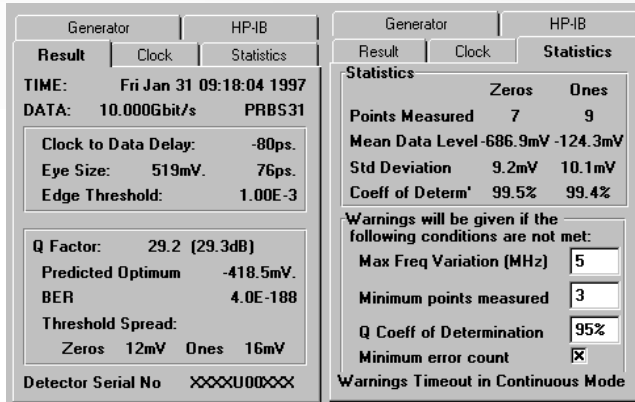 Generator HP-IB
Result Clock Statistics
TIME: Fri Jan 31 09:18:04 1997
DATA: 10.000Gbit/s PRBS31
Clock to Data Delay: -80ps.
Eye Size: 519mV. 76ps.
Edge Threshold: 1.00E-3
Q Factor: 29.2 (29.3dB)
Predicted Optimum -418.5mV.
BER 4.0E-188
Threshold Spread:
Zeros 12mV Ones 16mV
Detector Serial No XXXXU00XXX
Generator HP-IB
Result Clock Statistics
Statistics
Zeros Ones
Points Measured 7 9
Mean Data Level -686.9mV -124.3mV
Std Deviation 9.2mV 10.1mV
Coeff of Determ' 99.5% 99.4%
Warnings will be given if the
following conditions are not met:
Max Freq Variation (MHz) 5
Minimum points measured 3
Q Coeff of Determination 95%
Minimum error count
Warnings Timeout in Continuous Mode